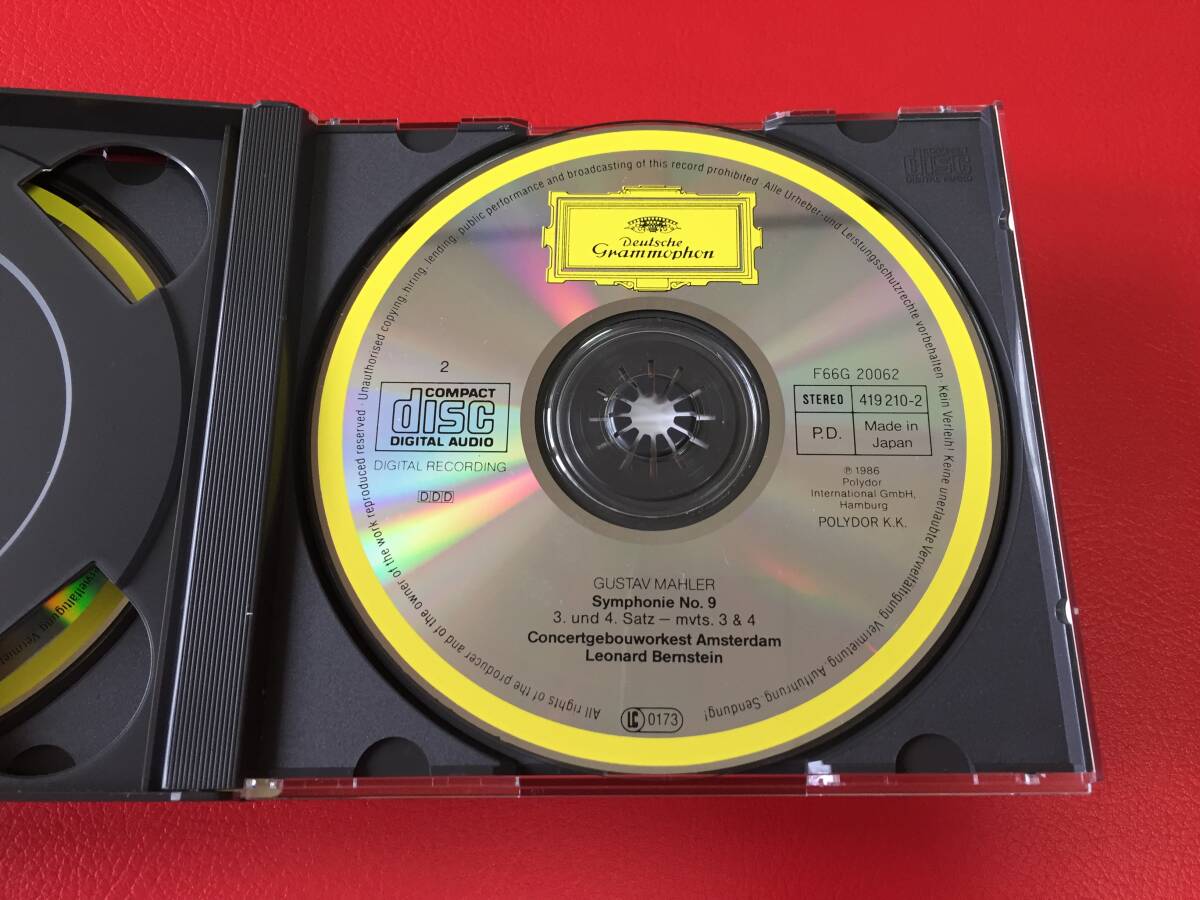 All rights of the producer and of the owner of the work reproduced reserved · Unauthorised copying, hiring, lending, public performance and broadcasting of this record prohibited · Alle Urheber- und Leistungsschutzrechte vorbehalten · Kein Verleih! Keine unerlaubte Vervielfältigung Vermietung Aufführung, Sendung!
Deutsche
Grammophon
2
COMPACT
disc
DIGITAL AUDIO
DIGITAL RECORDING
DDD
F66G 20062
STEREO 419 210-2
P.D. Made in
Japan
℗ 1986
Polydor
International GmbH,
Hamburg
POLYDOR K.K.
GUSTAV MAHLER
Symphonie No. 9
3. und 4. Satz – mvts. 3 & 4
Concertgebouworkest Amsterdam
Leonard Bernstein
LC 0173
COMPACT
disc
DIGITAL AUDIO